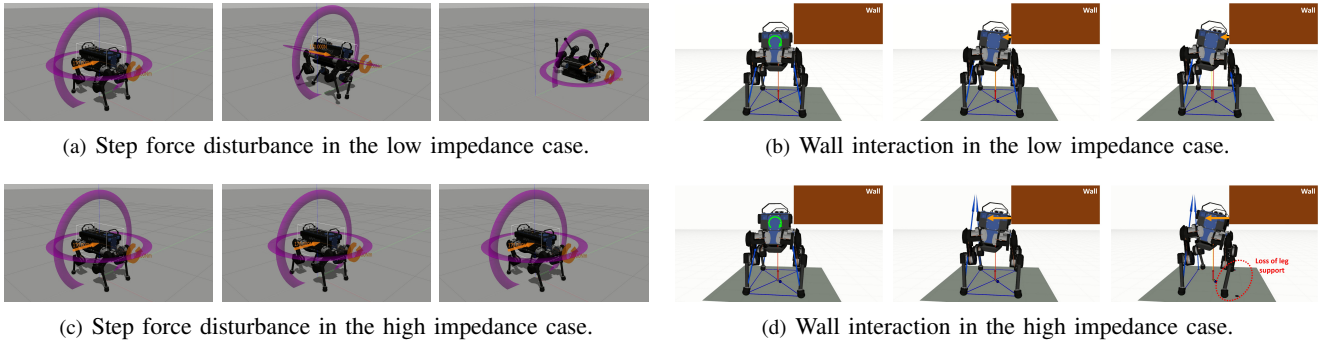 Wall
Wall
Wall
(a) Step force disturbance in the low impedance case.
(b) Wall interaction in the low impedance case.
Wall
Wall
Wall
Loss of leg
support
(c) Step force disturbance in the high impedance case.
(d) Wall interaction in the high impedance case.